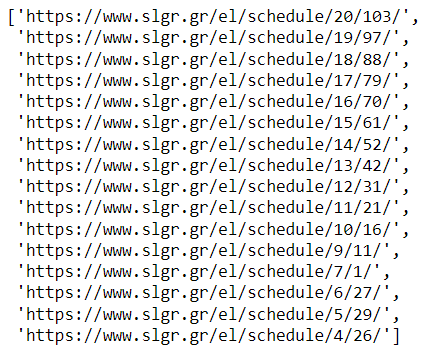 ['https://www.slgr.gr/el/schedule/20/103/',
'https://www.slgr.gr/el/schedule/19/97/',
'https://www.slgr.gr/el/schedule/18/88/',
'https://www.slgr.gr/el/schedule/17/79/',
'https://www.slgr.gr/el/schedule/16/70/',
'https://www.slgr.gr/el/schedule/15/61/',
'https://www.slgr.gr/el/schedule/14/52/',
'https://www.slgr.gr/el/schedule/13/42/',
'https://www.slgr.gr/el/schedule/12/31/',
'https://www.slgr.gr/el/schedule/11/21/',
'https://www.slgr.gr/el/schedule/10/16/',
'https://www.slgr.gr/el/schedule/9/11/',
'https://www.slgr.gr/el/schedule/7/1/',
'https://www.slgr.gr/el/schedule/6/27/',
'https://www.slgr.gr/el/schedule/5/29/',
'https://www.slgr.gr/el/schedule/4/26/']